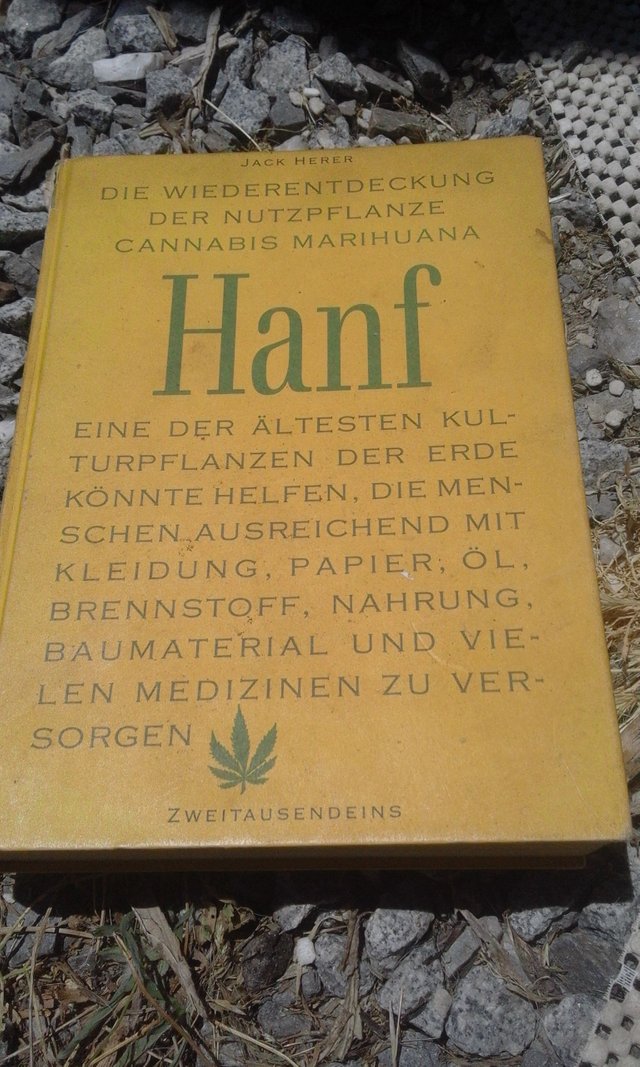 JACK HERER
DIE WIEDERENTDECKUNG
DER NUTZPFLANZE
CANNABIS MARIHUANA
Hanf
EINE DER ÄLTESTEN KUL-
TURPFLANZEN DER ERDE
KÖNNTE HELFEN, DIE MEN-
SCHEN AUSREICHEND MIT
KLEIDUNG, PAPIER, ÖL,
BRENNSTOFF, NAHRUNG,
BAUMATERIAL UND VIE-
LEN MEDIZINEN ZU VER-
SORGEN
ZWEITAUSENDEINS